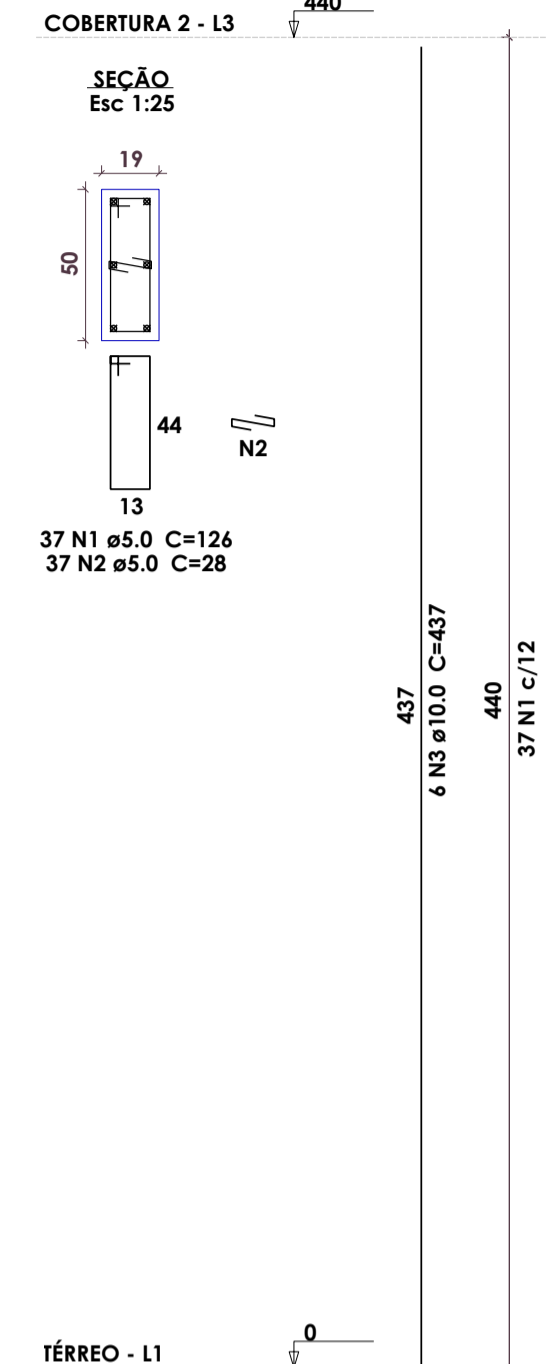 440
COBERTURA 2 - L3
SEÇÃO
Esc 1:25
19
50
44
N2
13
37 N1 ø5.0 C=126
37 N2 ø5.0 C=28
437
6 N3 ø10.0 C=437
440
37 N1 c/12
0
TÉRREO - L1